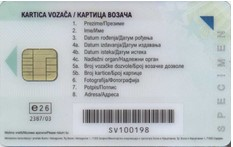 KARTICA VOZAČA / КАРТИЦА ВОЗАЧА
1. Prezime/Презиме
2. Ime/Име
3. Datum rođenja/Датум рођења
4a. Datum izdavanja/Датум издавања
4b. Datum isteka/Датум истека
4c. Nadležni organ/Надлежни орган
5a. Broj vozačke dozvole/Број возачке дозволе
5b. Broj kartice/Број картице
6. Fotografija/Фотографија
7. Potpis/Потпис
8. Adresa/Адреса
e26
2387/03
SV100198
SPECIMEN